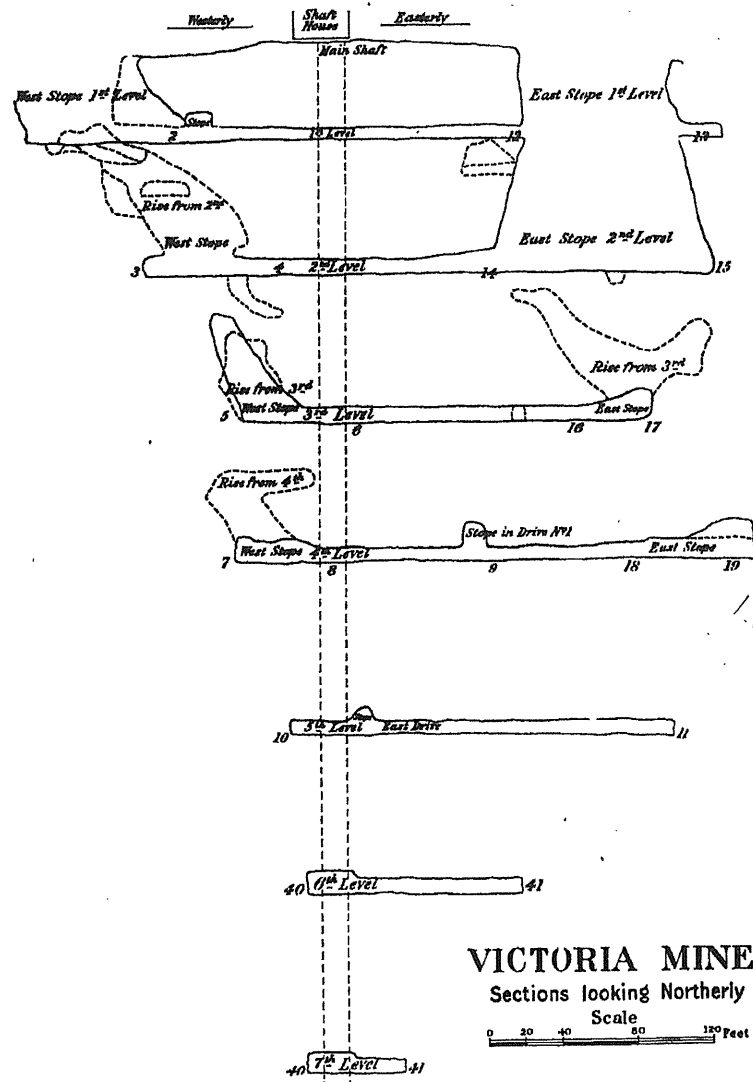 Westerly
Shaft
House
Easterly
Main Shaft
West Stope 1st Level
East Stope 1st Level
2
Stope
1st Level
12
13
Rise from 2nd
West Stope
East Stope 2nd Level
3
4
2nd Level
14
15
Rise from 3rd
Rise from 3rd
5
West Stope
3rd Level
6
16
East Stope
17
Rise from 4th
Stope in Drive No1
7
West Stope
4th Level
8
9
18
East Stope
19
Stope
10
5th Level
East Drive
11
40
6th Level
41
VICTORIA MINE
Sections looking Northerly
Scale
0 20 40 80 120 Feet
40
7th Level
41